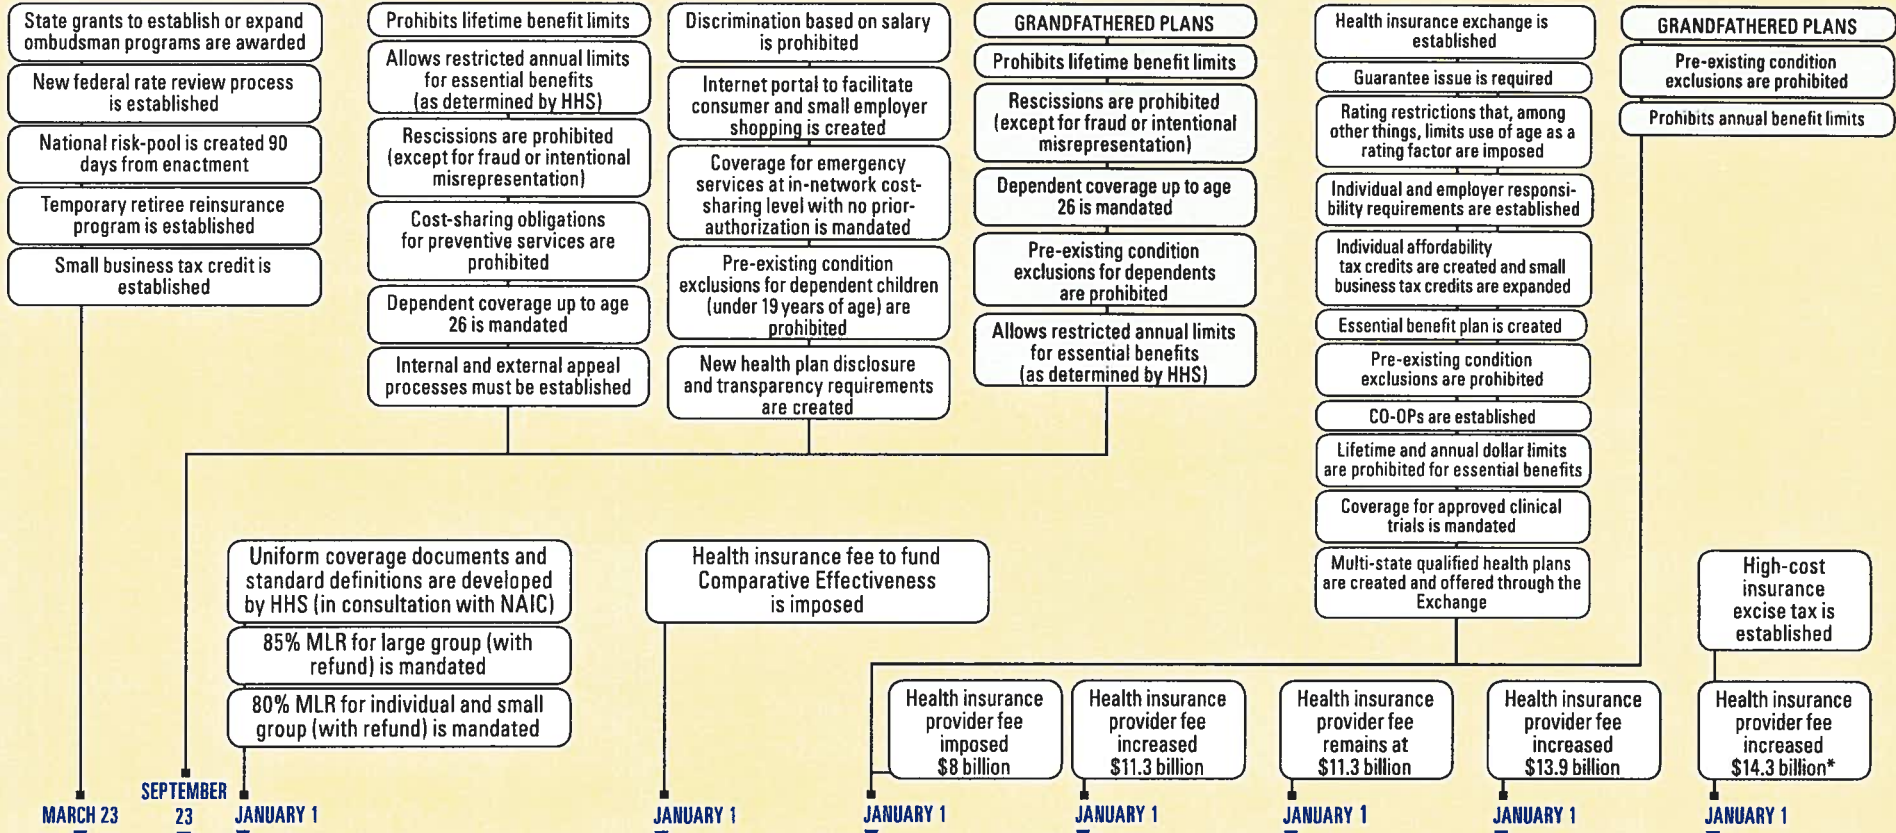 State grants to establish or expand
ombudsman programs are awarded
New federal rate review process
is established
National risk-pool is created 90
days from enactment
Temporary retiree reinsurance
program is established
Small business tax credit is
established
Prohibits lifetime benefit limits
Allows restricted annual limits
for essential benefits
(as determined by HHS)
Rescissions are prohibited
(except for fraud or intentional
misrepresentation)
Cost-sharing obligations
for preventive services are
prohibited
Dependent coverage up to age
26 is mandated
Internal and external appeal
processes must be established
Discrimination based on salary
is prohibited
Internet portal to facilitate
consumer and small employer
shopping is created
Coverage for emergency
services at in-network cost-
sharing level with no prior-
authorization is mandated
Pre-existing condition
exclusions for dependent children
(under 19 years of age) are
prohibited
New health plan disclosure
and transparency requirements
are created
GRANDFATHERED PLANS
Prohibits lifetime benefit limits
Rescissions are prohibited
(except for fraud or intentional
misrepresentation)
Dependent coverage up to age
26 is mandated
Pre-existing condition
exclusions for dependents
are prohibited
Allows restricted annual limits
for essential benefits
(as determined by HHS)
Health insurance exchange is
established
Guarantee issue is required
Rating restrictions that, among
other things, limits use of age as a
rating factor are imposed
Individual and employer responsi-
bility requirements are established
Individual affordability
tax credits are created and small
business tax credits are expanded
Essential benefit plan is created
Pre-existing condition
exclusions are prohibited
CO-OPs are established
Lifetime and annual dollar limits
are prohibited for essential benefits
Coverage for approved clinical
trials is mandated
Multi-state qualified health plans
are created and offered through the
Exchange
GRANDFATHERED PLANS
Pre-existing condition
exclusions are prohibited
Prohibits annual benefit limits
Uniform coverage documents and
standard definitions are developed
by HHS (in consultation with NAIC)
85% MLR for large group (with
refund) is mandated
80% MLR for individual and small
group (with refund) is mandated
Health insurance fee to fund
Comparative Effectiveness
is imposed
High-cost
insurance
excise tax is
established
Health insurance
provider fee
imposed
$8 billion
Health insurance
provider fee
increased
$11.3 billion
Health insurance
provider fee
remains at
$11.3 billion
Health insurance
provider fee
increased
$13.9 billion
Health insurance
provider fee
increased
$14.3 billion*
MARCH 23
SEPTEMBER
23
JANUARY 1
JANUARY 1
JANUARY 1
JANUARY 1
JANUARY 1
JANUARY 1
JANUARY 1